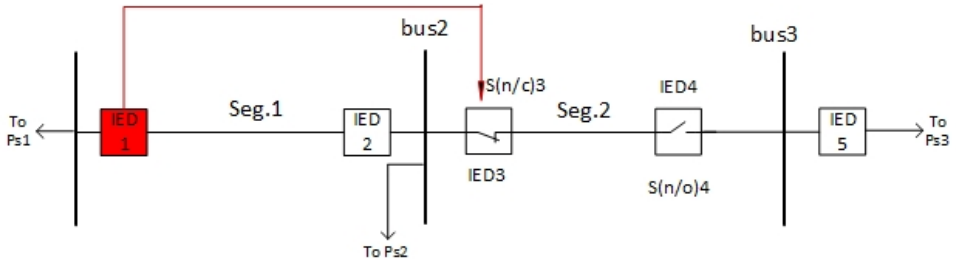 bus2
bus3
S(n/c)3
IED4
Seg.1
Seg.2
To
Ps1
IED
1
IED
2
IED
5
To
Ps3
IED3
S(n/o)4
To Ps2